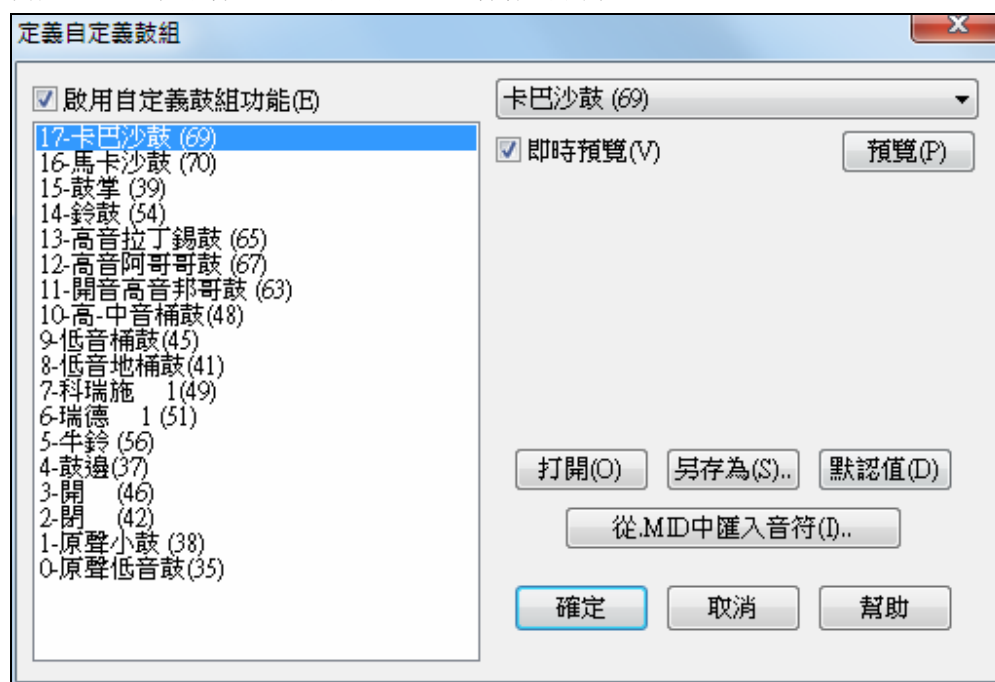 定義自定義鼓組
X
啟用自定義鼓組功能(E)
17-卡巴沙鼓 (69)
16-馬卡沙鼓 (70)
15-鼓掌 (39)
14-鈴鼓 (54)
13-高音拉丁錫鼓 (65)
12-高音阿哥哥鼓 (67)
11-開音高音邦哥鼓 (63)
10-高-中音桶鼓(48)
9-低音桶鼓(45)
8-低音地桶鼓(41)
7-科瑞施 1(49)
6-瑞德 1 (51)
5-牛鈴 (56)
4-鼓邊(37)
3-開 (46)
2-閉 (42)
1-原聲小鼓 (38)
0-原聲低音鼓(35)
卡巴沙鼓 (69)
即時預覽(V)
預覽(P)
打開(O)
另存為(S)..
默認值(D)
從.MID中匯入音符(I)..
確定
取消
幫助